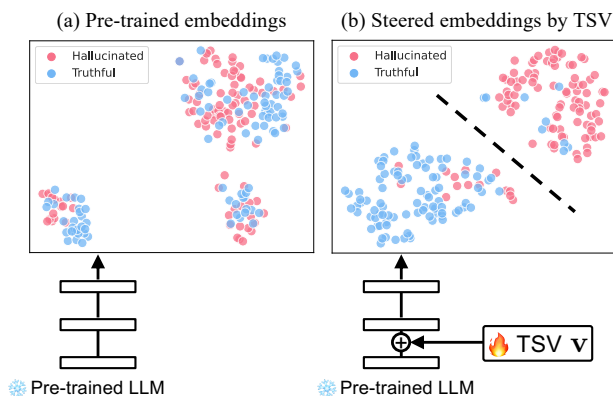 (a) Pre-trained embeddings
(b) Steered embeddings by TSV
Hallucinated
Truthful
Hallucinated
Truthful
+
TSV v
Pre-trained LLM
Pre-trained LLM